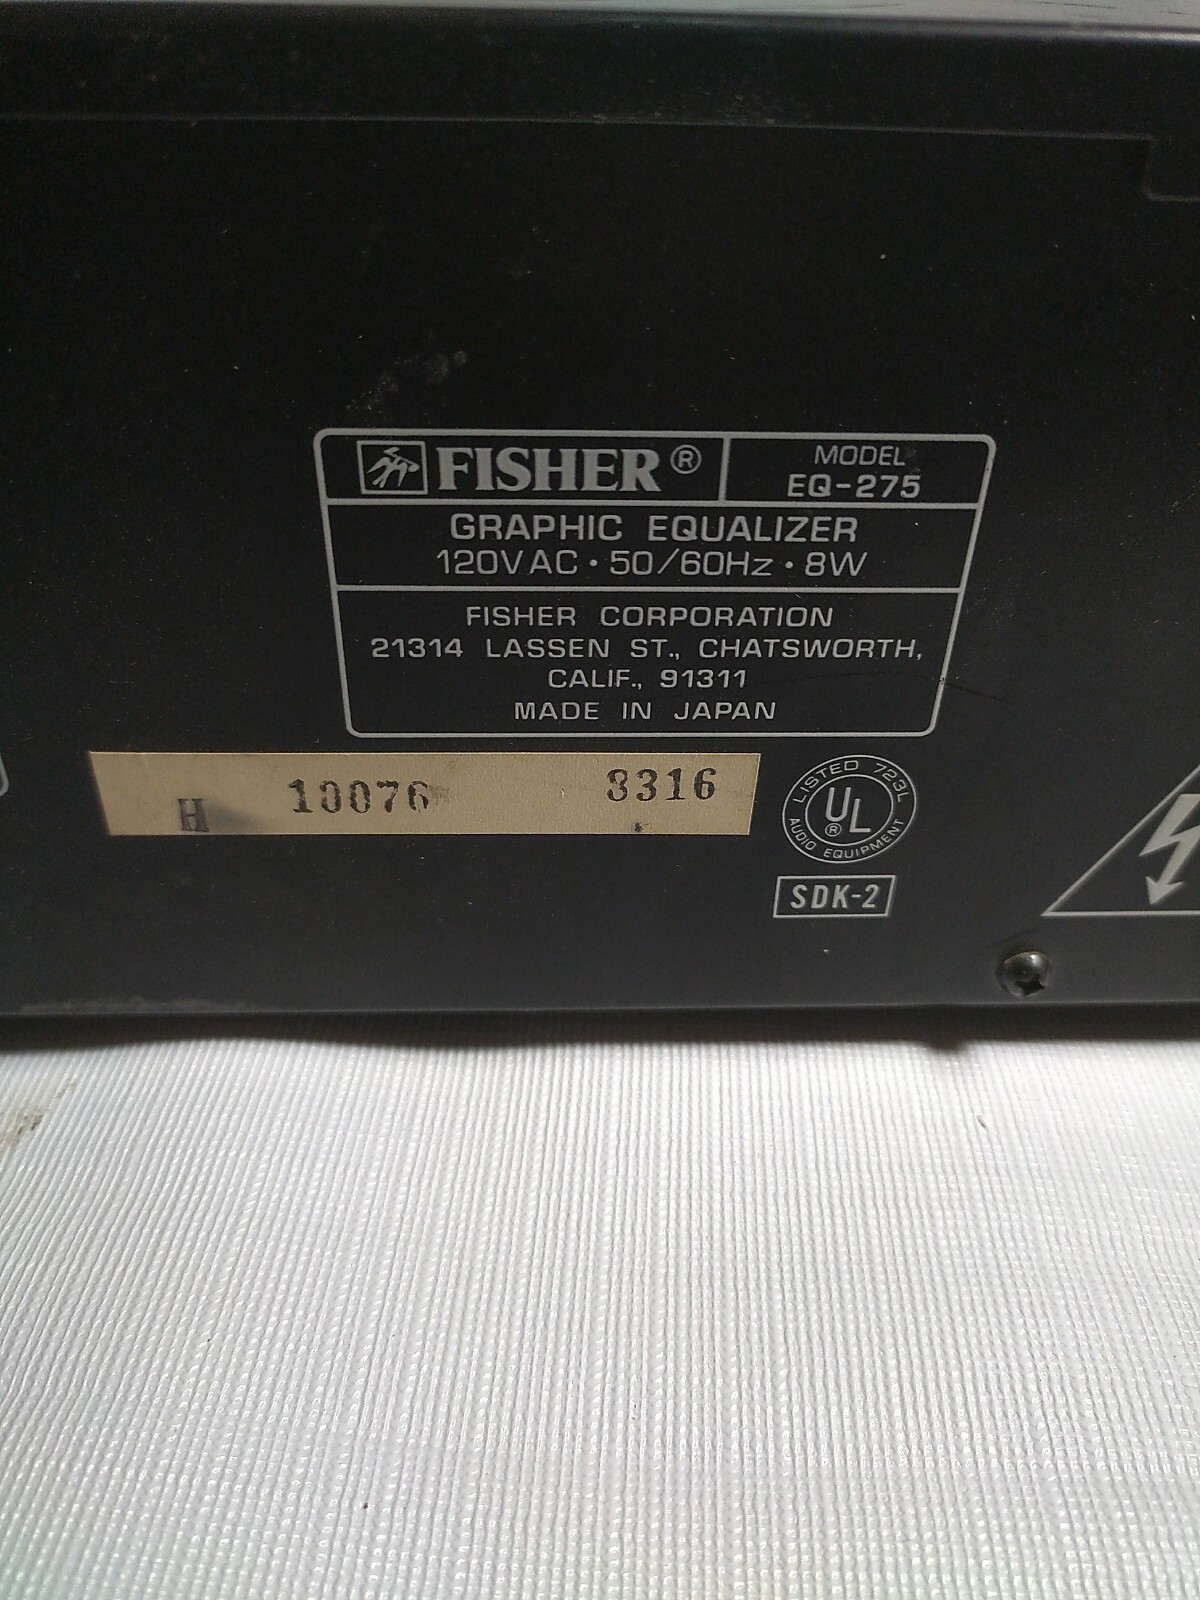 FISHER®
MODEL
EQ-275
GRAPHIC EQUALIZER
120VAC · 50/60Hz · 8W
FISHER CORPORATION
21314 LASSEN ST., CHATSWORTH,
CALIF., 91311
MADE IN JAPAN
H 10076 3316
LISTED 723L
UL®
AUDIO EQUIPMENT
SDK-2